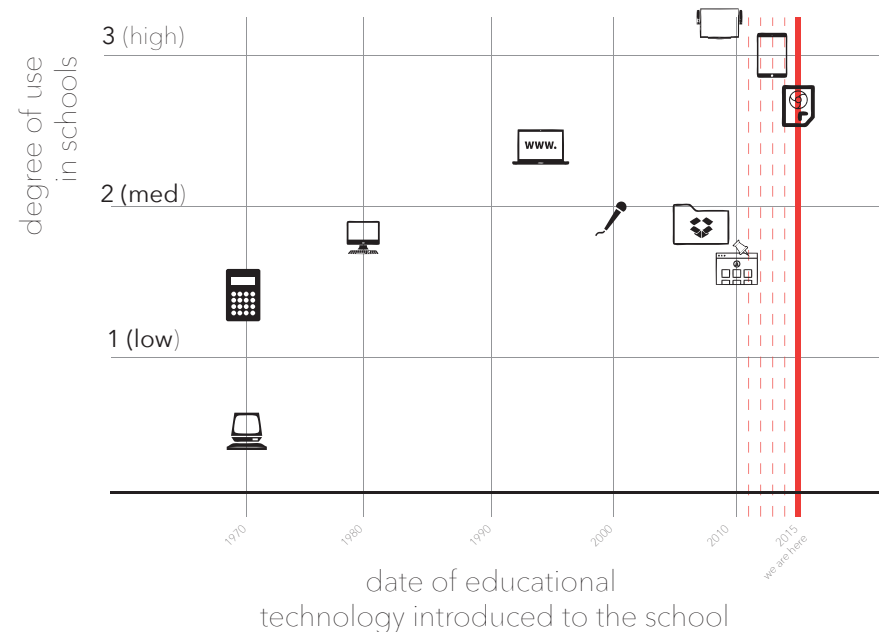 3 (high)
degree of use
in schools
www.
2 (med)
1 (low)
1970
1980
1990
2000
2010
2015
we are here
date of educational
technology introduced to the school